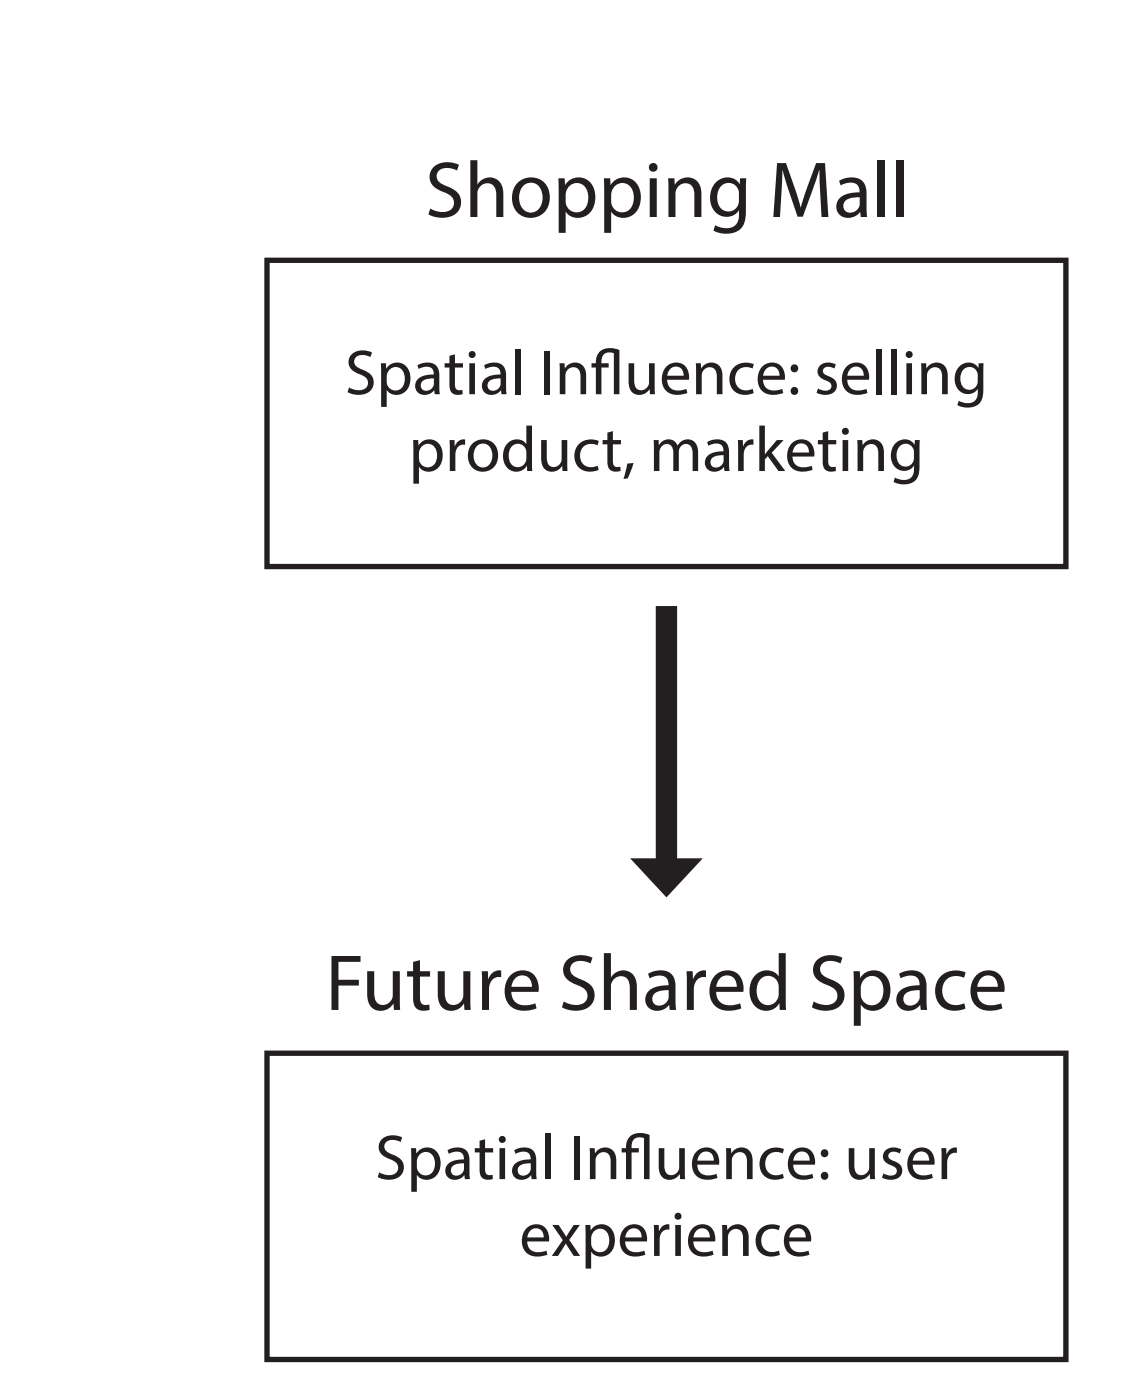 Shopping Mall
Spatial Influence: selling
product, marketing
Future Shared Space
Spatial Influence: user
experience